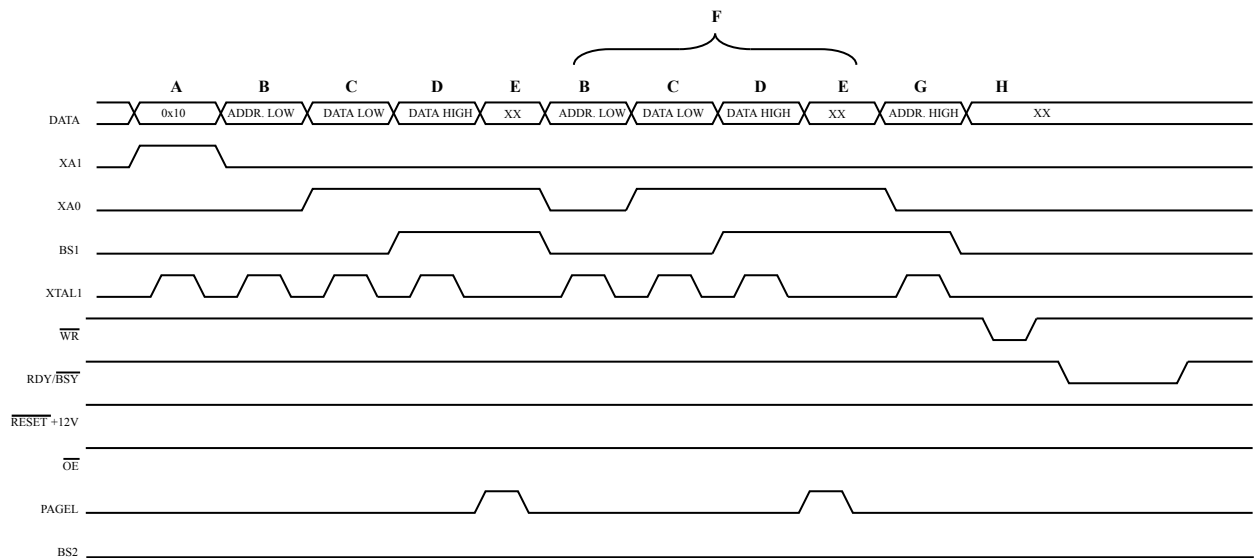 F
A B C D E B C D E G H
DATA 0x10 ADDR. LOW DATA LOW DATA HIGH XX ADDR. LOW DATA LOW DATA HIGH XX ADDR. HIGH XX
XA1
XA0
BS1
XTAL1
WR
RDY/BSY
RESET +12V
OE
PAGEL
BS2